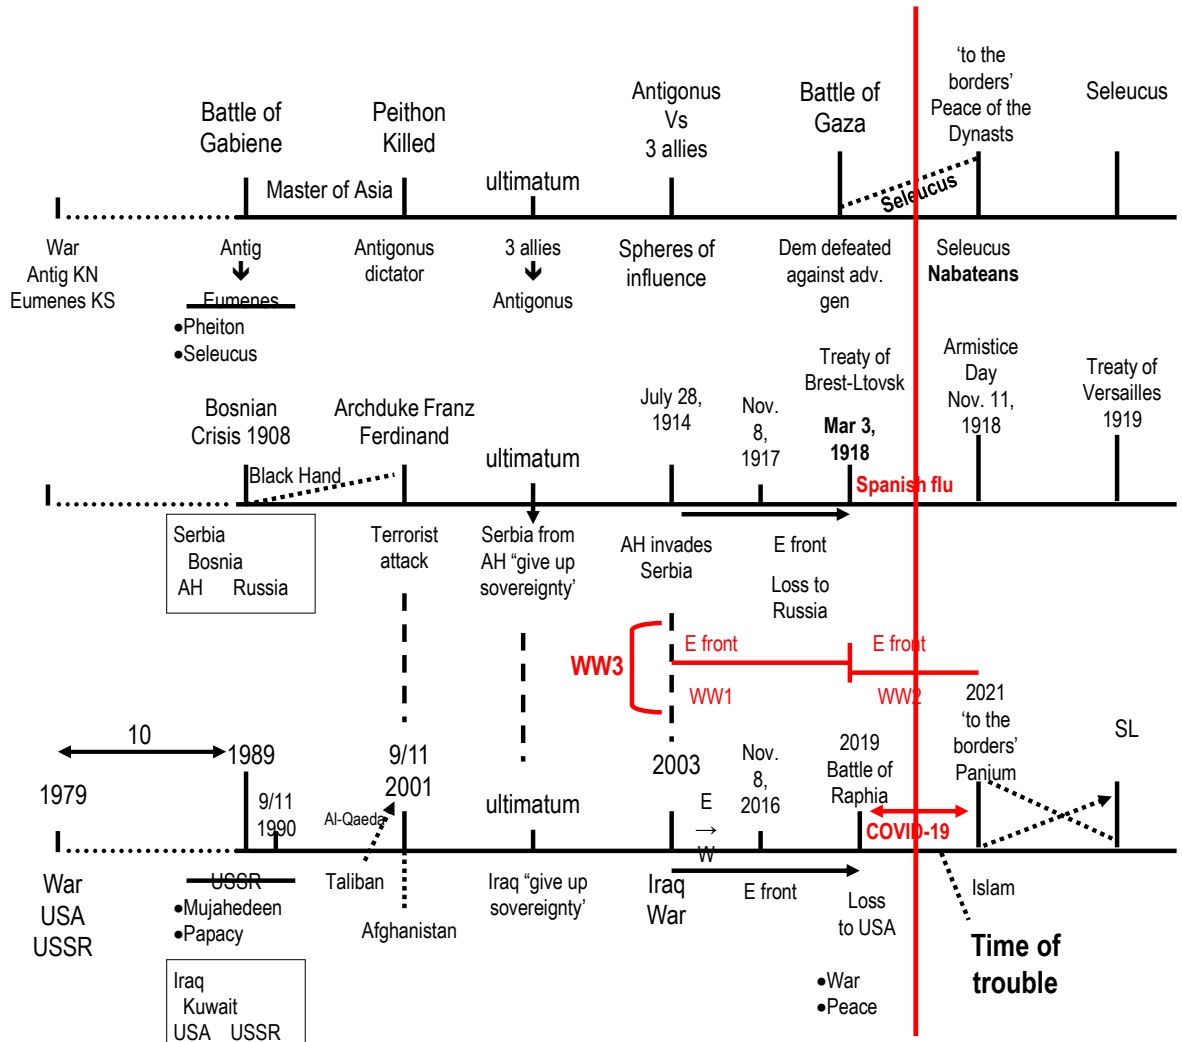 Battle of
Gabiene
Peithon
Killed
Antigonus
Vs
3 allies
Battle of
Gaza
‘to the
borders’
Peace of the
Dynasts
Seleucus
Master of Asia
ultimatum
Seleucus
War
Antig KN
Eumenes KS
Antig
Eumenes
●Pheiton
●Seleucus
Antigonus
dictator
3 allies
Antigonus
Spheres of
influence
Dem defeated
against adv.
gen
Seleucus
Nabateans
Bosnian
Crisis 1908
Archduke Franz
Ferdinand
ultimatum
July 28,
1914
Nov.
8,
1917
Treaty of
Brest-Ltovsk
Mar 3,
1918
Armistice
Day
Nov. 11,
1918
Treaty of
Versailles
1919
Black Hand
Spanish flu
Serbia
Bosnia
AH Russia
Terrorist
attack
Serbia from
AH “give up
sovereignty’
AH invades
Serbia
E front
Loss to
Russia
WW3
E front
E front
WW1
WW2
10
1979
1989
9/11
1990
Al-Qaeda
9/11
2001
ultimatum
2003
E
→
W
Nov.
8,
2016
2019
Battle of
Raphia
2021
‘to the
borders’
Panium
SL
COVID-19
War
USA
USSR
USSR
●Mujahedeen
●Papacy
Taliban
Afghanistan
Iraq “give up
sovereignty’
Iraq
War
E front
Loss
to USA
Islam
Time of
trouble
●War
●Peace
Iraq
Kuwait
USA USSR